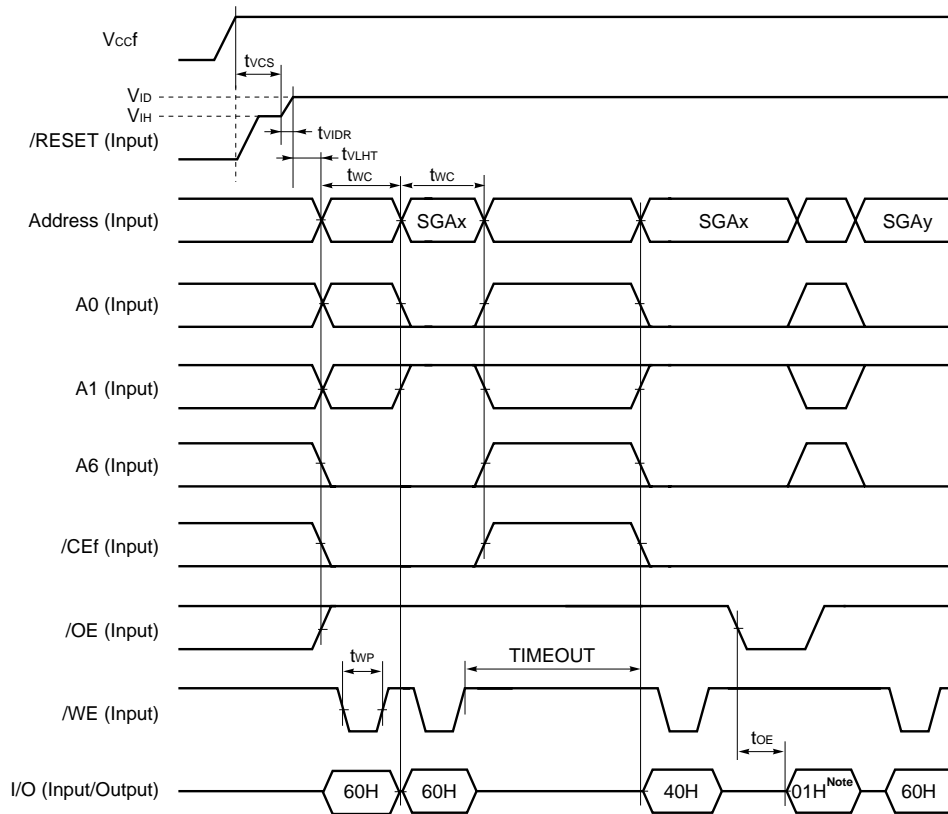 Vccf
tVCS
VID
VIH
/RESET (Input)
tVIDR
tVLHT
tWC tWC
Address (Input) SGAx SGAx SGAy
A0 (Input)
A1 (Input)
A6 (Input)
/CEf (Input)
/OE (Input)
tWP TIMEOUT
/WE (Input)
tOE
I/O (Input/Output) 60H 60H 40H 01H Note 60H